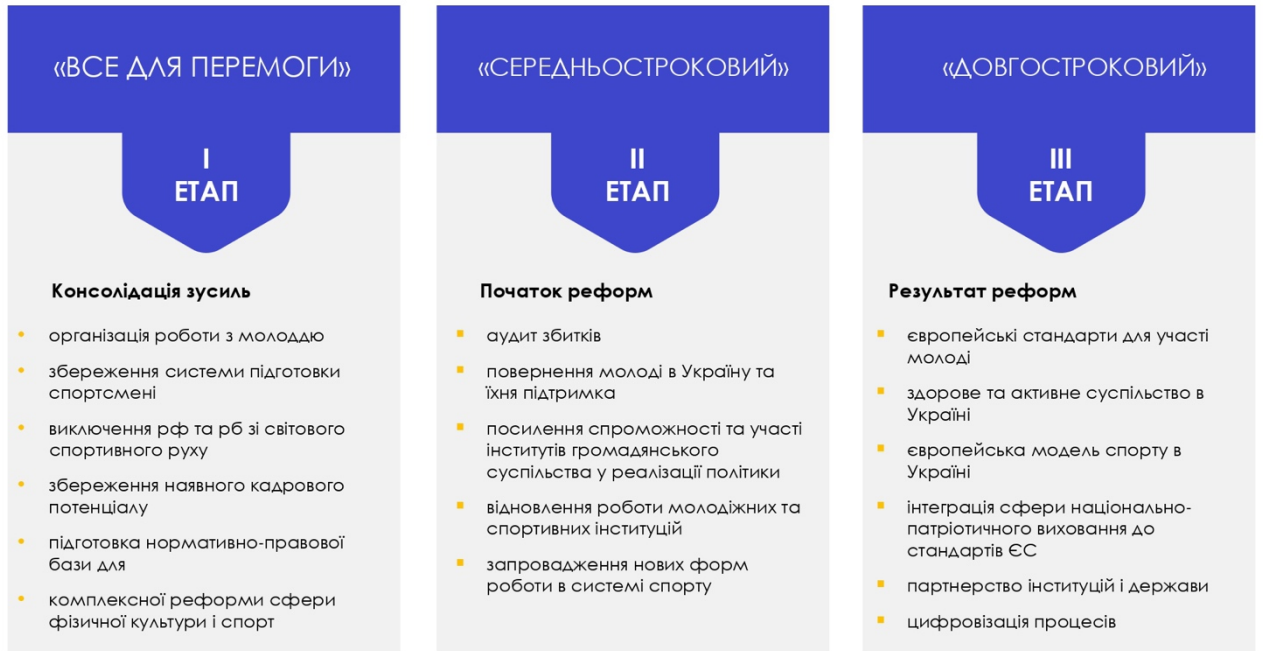 «ВСЕ ДЛЯ ПЕРЕМОГИ»
I
ЕТАП
Консолідація зусиль
• організація роботи з молоддю
• збереження системи підготовки
спортсмені
• виключення рф та рб зі світового
спортивного руху
• збереження наявного кадрового
потенціалу
• підготовка нормативно-правової
бази для
• комплексної реформи сфери
фізичної культури і спорт
«СЕРЕДНЬОСТРОКОВИЙ»
II
ЕТАП
Початок реформ
▪ аудит збитків
▪ повернення молоді в Україну та
їхня підтримка
▪ посилення спроможності та участі
інститутів громадянського
суспільства у реалізації політики
▪ відновлення роботи молодіжних та
спортивних інституцій
▪ запровадження нових форм
роботи в системі спорту
«ДОВГОСТРОКОВИЙ»
III
ЕТАП
Результат реформ
▪ європейські стандарти для участі
молоді
▪ здорове та активне суспільство в
Україні
▪ європейська модель спорту в
Україні
▪ інтеграція сфери національно-
патріотичного виховання до
стандартів ЄС
▪ партнерство інституцій і держави
▪ цифровізація процесів